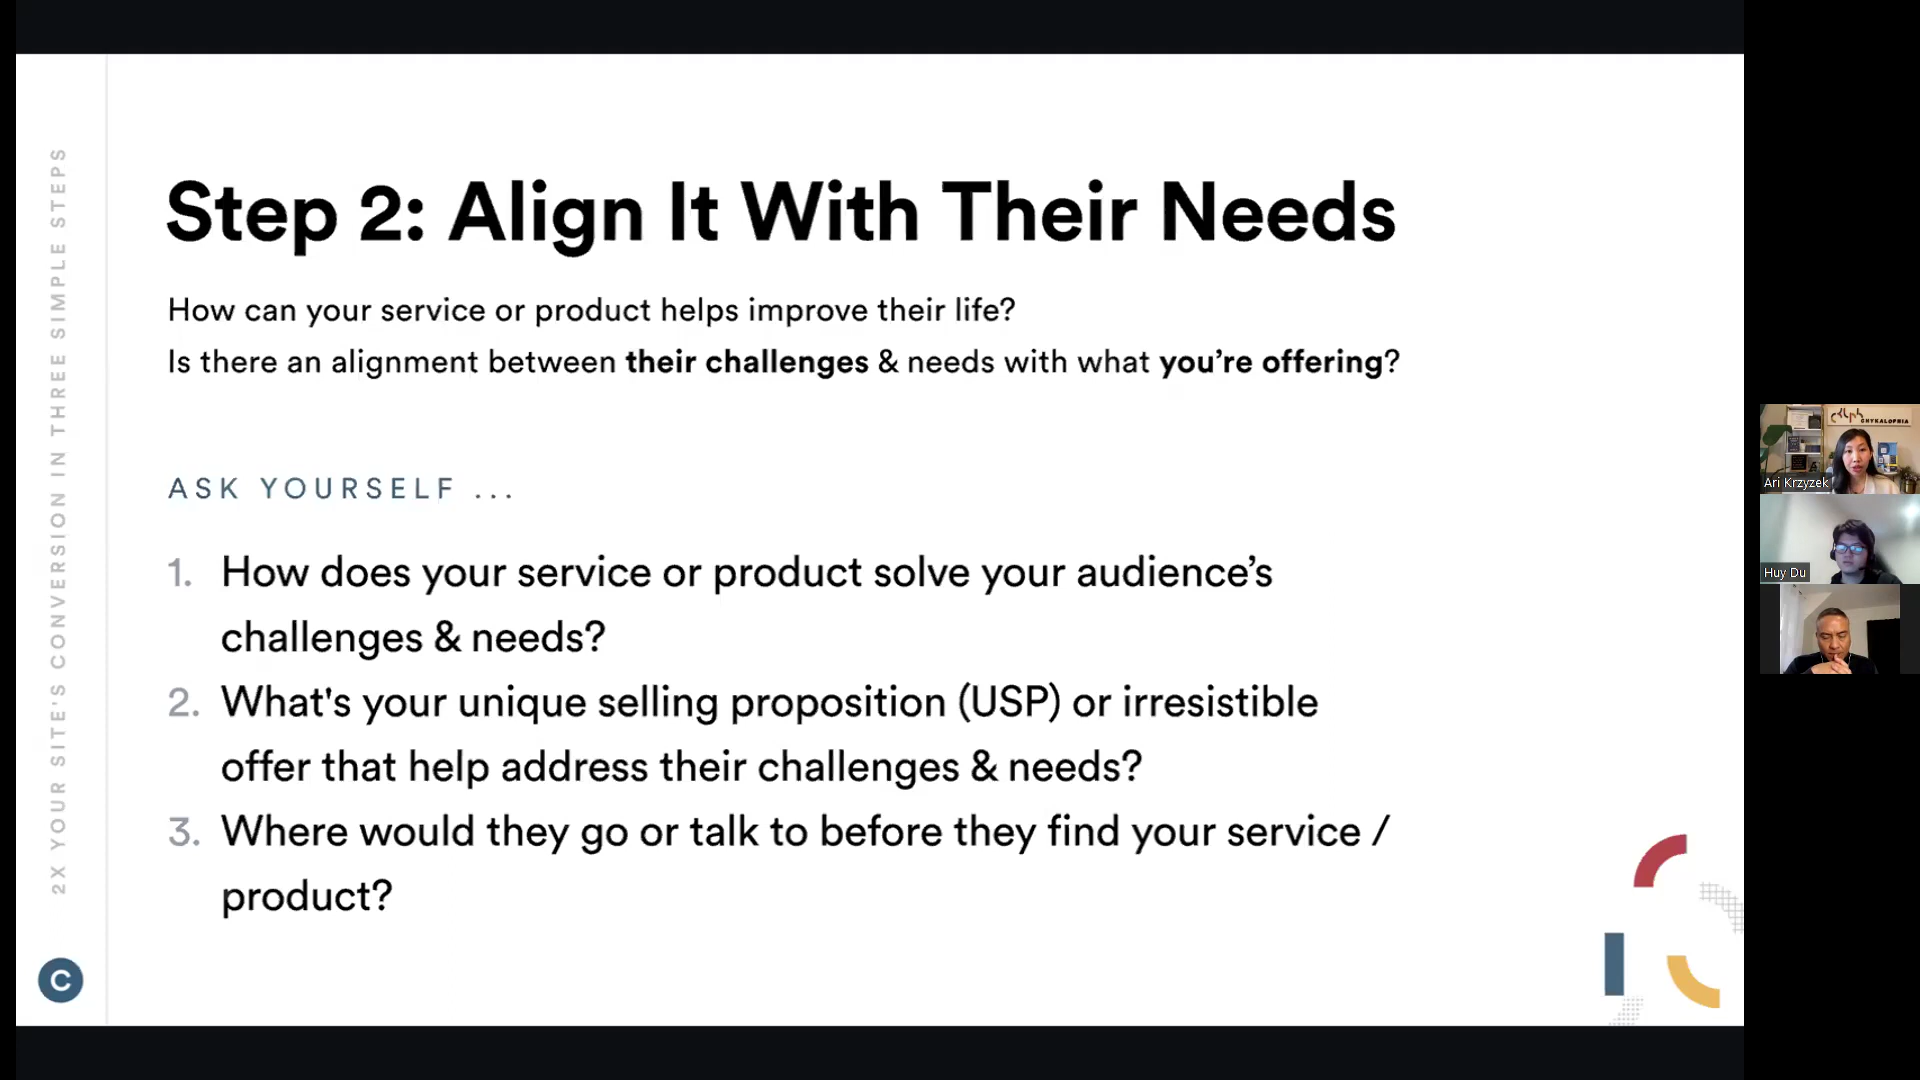 2X YOUR SITE'S CONVERSION IN THREE SIMPLE STEPS
Step 2: Align It With Their Needs
How can your service or product helps improve their life?
Is there an alignment between their challenges & needs with what you're offering?
ASK YOURSELF ...
1. How does your service or product solve your audience’s
challenges & needs?
2. What's your unique selling proposition (USP) or irresistible
offer that help address their challenges & needs?
3. Where would they go or talk to before they find your service /
product?
C
CHYKALOPHIA
Ari Krzyzek
Huy Du